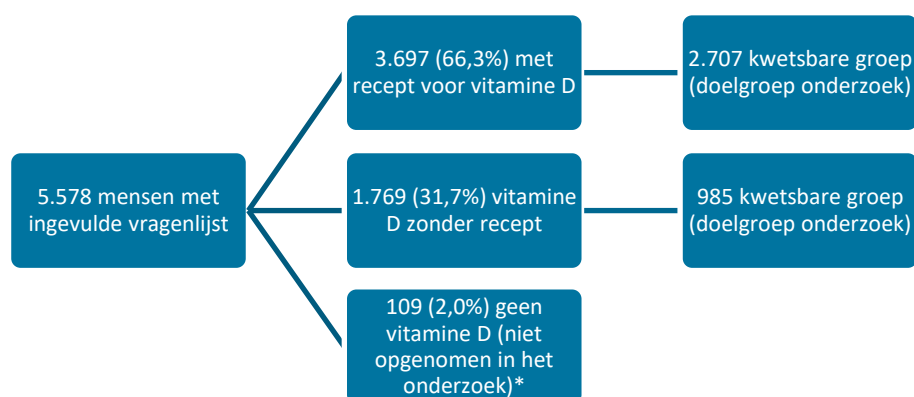 5.578 mensen met
ingevulde vragenlijst
3.697 (66,3%) met
recept voor vitamine D
2.707 kwetsbare groep
(doelgroep onderzoek)
1.769 (31,7%) vitamine
D zonder recept
985 kwetsbare groep
(doelgroep onderzoek)
109 (2,0%) geen
vitamine D (niet
opgenomen in het
onderzoek)*